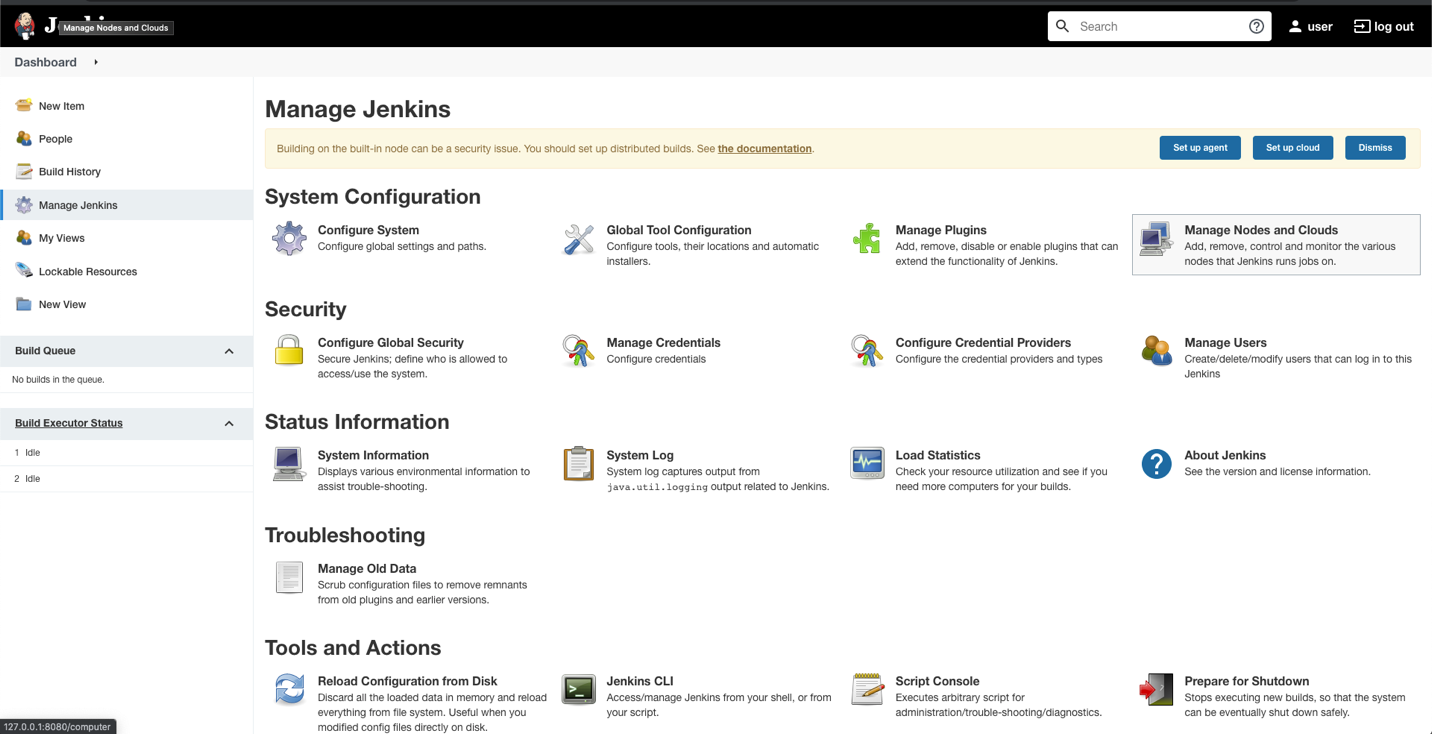 Manage Nodes and Clouds
Search
user
log out
Dashboard
New Item
People
Build History
Manage Jenkins
My Views
Lockable Resources
New View
Build Queue
No builds in the queue.
Build Executor Status
1 Idle
2 Idle
Manage Jenkins
Building on the built-in node can be a security issue. You should set up distributed builds. See the documentation.
Set up agent
Set up cloud
Dismiss
System Configuration
Configure System
Configure global settings and paths.
Global Tool Configuration
Configure tools, their locations and automatic
installers.
Manage Plugins
Add, remove, disable or enable plugins that can
extend the functionality of Jenkins.
Manage Nodes and Clouds
Add, remove, control and monitor the various
nodes that Jenkins runs jobs on.
Security
Configure Global Security
Secure Jenkins; define who is allowed to
access/use the system.
Manage Credentials
Configure credentials
Configure Credential Providers
Configure the credential providers and types
Manage Users
Create/delete/modify users that can log in to this
Jenkins
Status Information
System Information
Displays various environmental information to
assist trouble-shooting.
System Log
System log captures output from
java.util.logging output related to Jenkins.
Load Statistics
Check your resource utilization and see if you
need more computers for your builds.
About Jenkins
See the version and license information.
Troubleshooting
Manage Old Data
Scrub configuration files to remove remnants
from old plugins and earlier versions.
Tools and Actions
Reload Configuration from Disk
Discard all the loaded data in memory and reload
everything from file system. Useful when you
modified config files directly on disk.
Jenkins CLI
Access/manage Jenkins from your shell, or from
your script.
Script Console
Executes arbitrary script for
administration/trouble-shooting/diagnostics.
Prepare for Shutdown
Stops executing new builds, so that the system
can be eventually shut down safely.
127.0.0.1:8080/computer